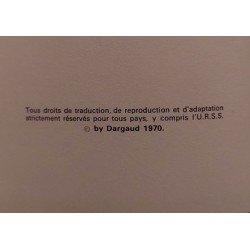 Tous droits de traduction, de reproduction et d'adaptation
strictement réservés pour tous pays, y compris l'U.R.S.S.
© by Dargaud 1970.